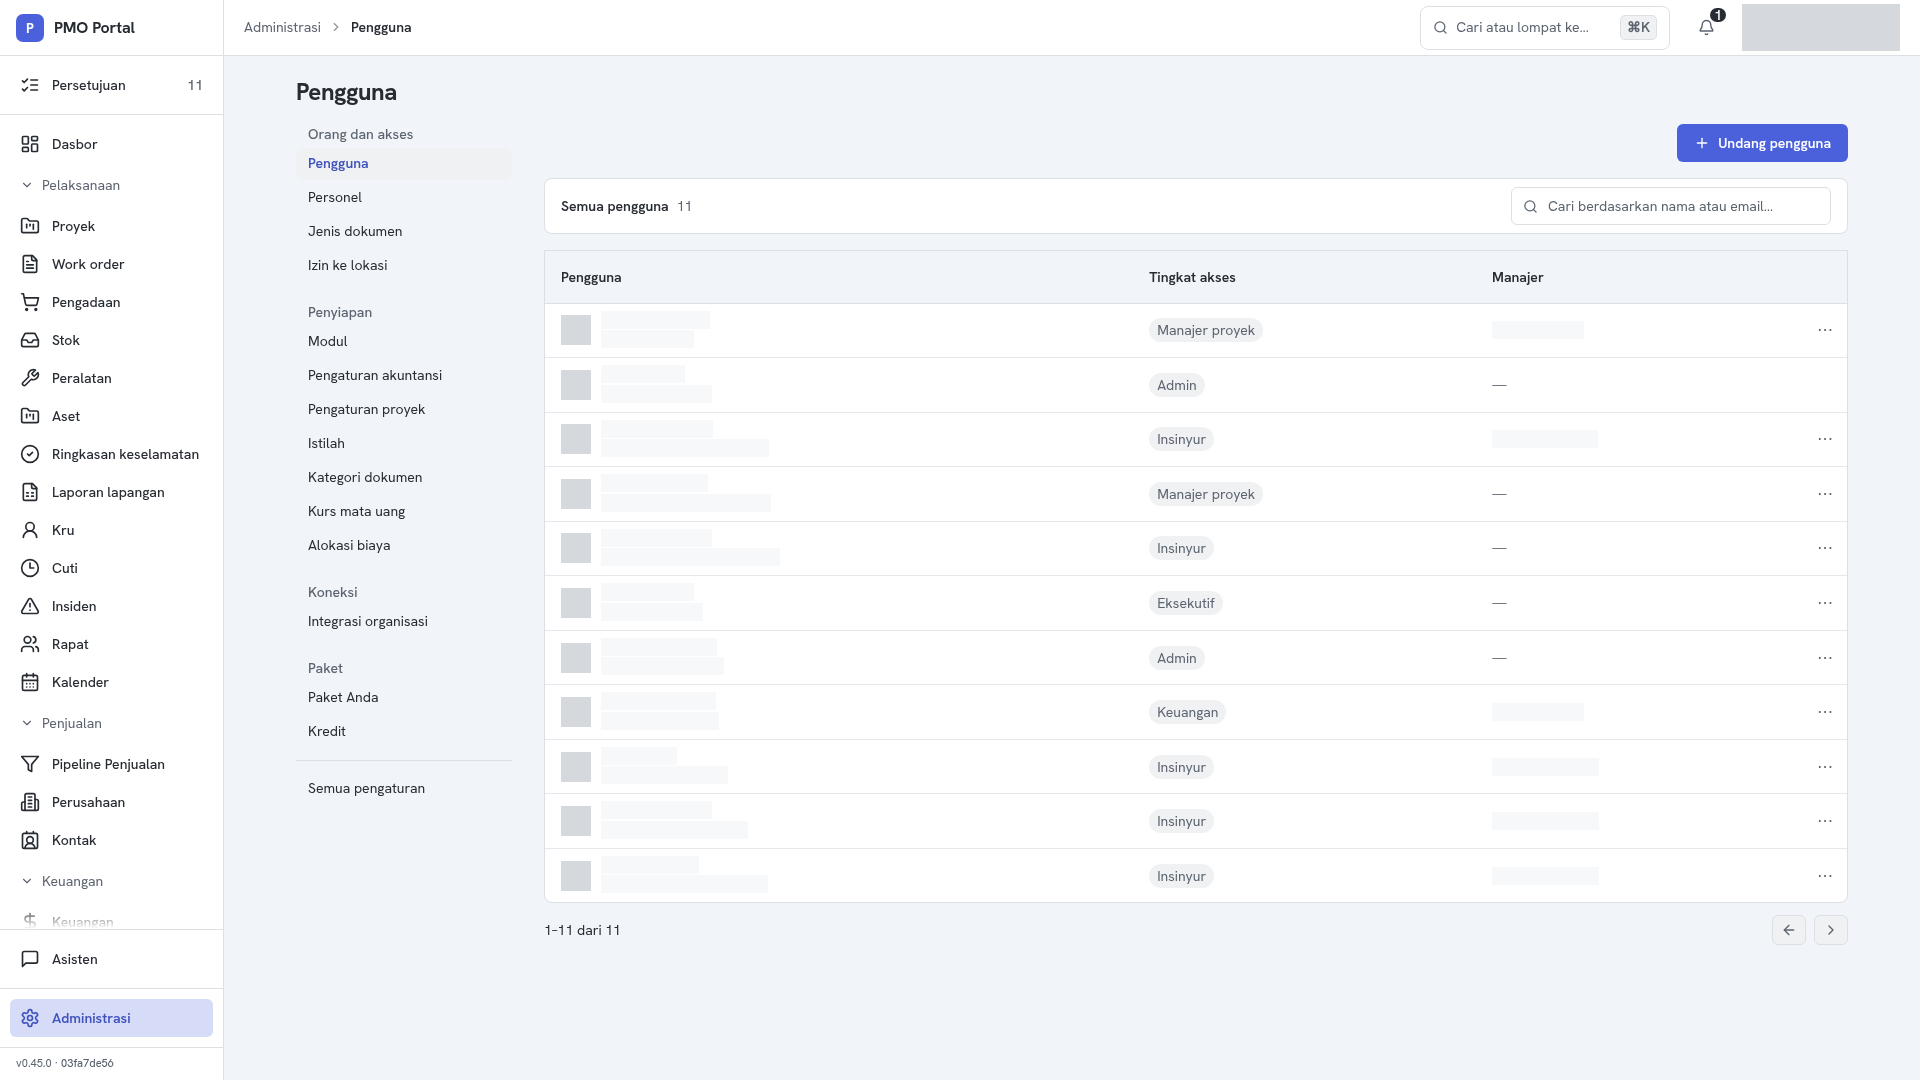 P PMO Portal
Administrasi > Pengguna
Cari atau lompat ke... ⌘K
1
Persetujuan 11
Dasbor
Pelaksanaan
Proyek
Work order
Pengadaan
Stok
Peralatan
Aset
Ringkasan keselamatan
Laporan lapangan
Kru
Cuti
Insiden
Rapat
Kalender
Penjualan
Pipeline Penjualan
Perusahaan
Kontak
Keuangan
Keuangan
Asisten
Administrasi
v0.45.0 · 03fa7de56
Pengguna
Orang dan akses
Pengguna
Personel
Jenis dokumen
Izin ke lokasi
Penyiapan
Modul
Pengaturan akuntansi
Pengaturan proyek
Istilah
Kategori dokumen
Kurs mata uang
Alokasi biaya
Koneksi
Integrasi organisasi
Paket
Paket Anda
Kredit
Semua pengaturan
+ Undang pengguna
Semua pengguna 11
Cari berdasarkan nama atau email...
Pengguna Tingkat akses Manajer
Manajer proyek ...
Admin —
Insinyur ...
Manajer proyek — ...
Insinyur — ...
Eksekutif — ...
Admin — ...
Keuangan ...
Insinyur ...
Insinyur ...
Insinyur ...
1–11 dari 11